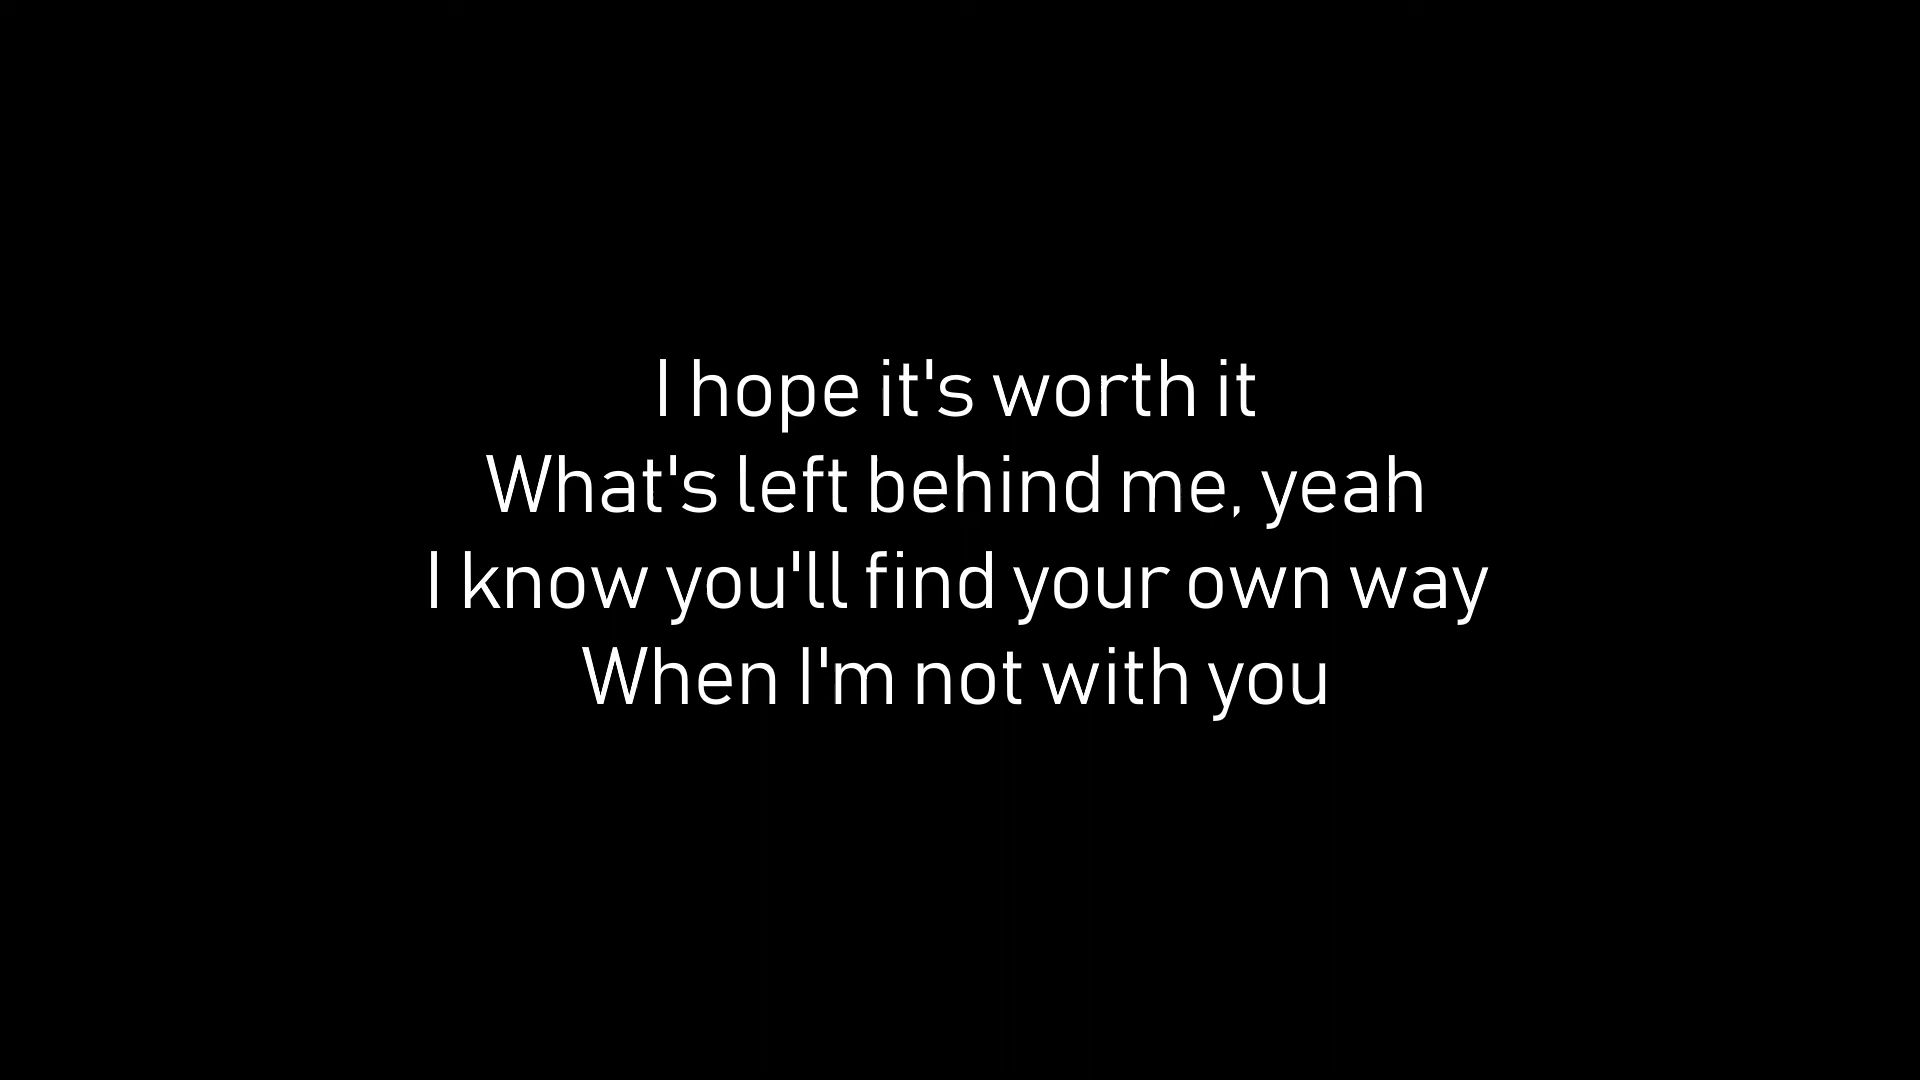 I hope it's worth it
What's left behind me, yeah
I know you'll find your own way
When I'm not with you